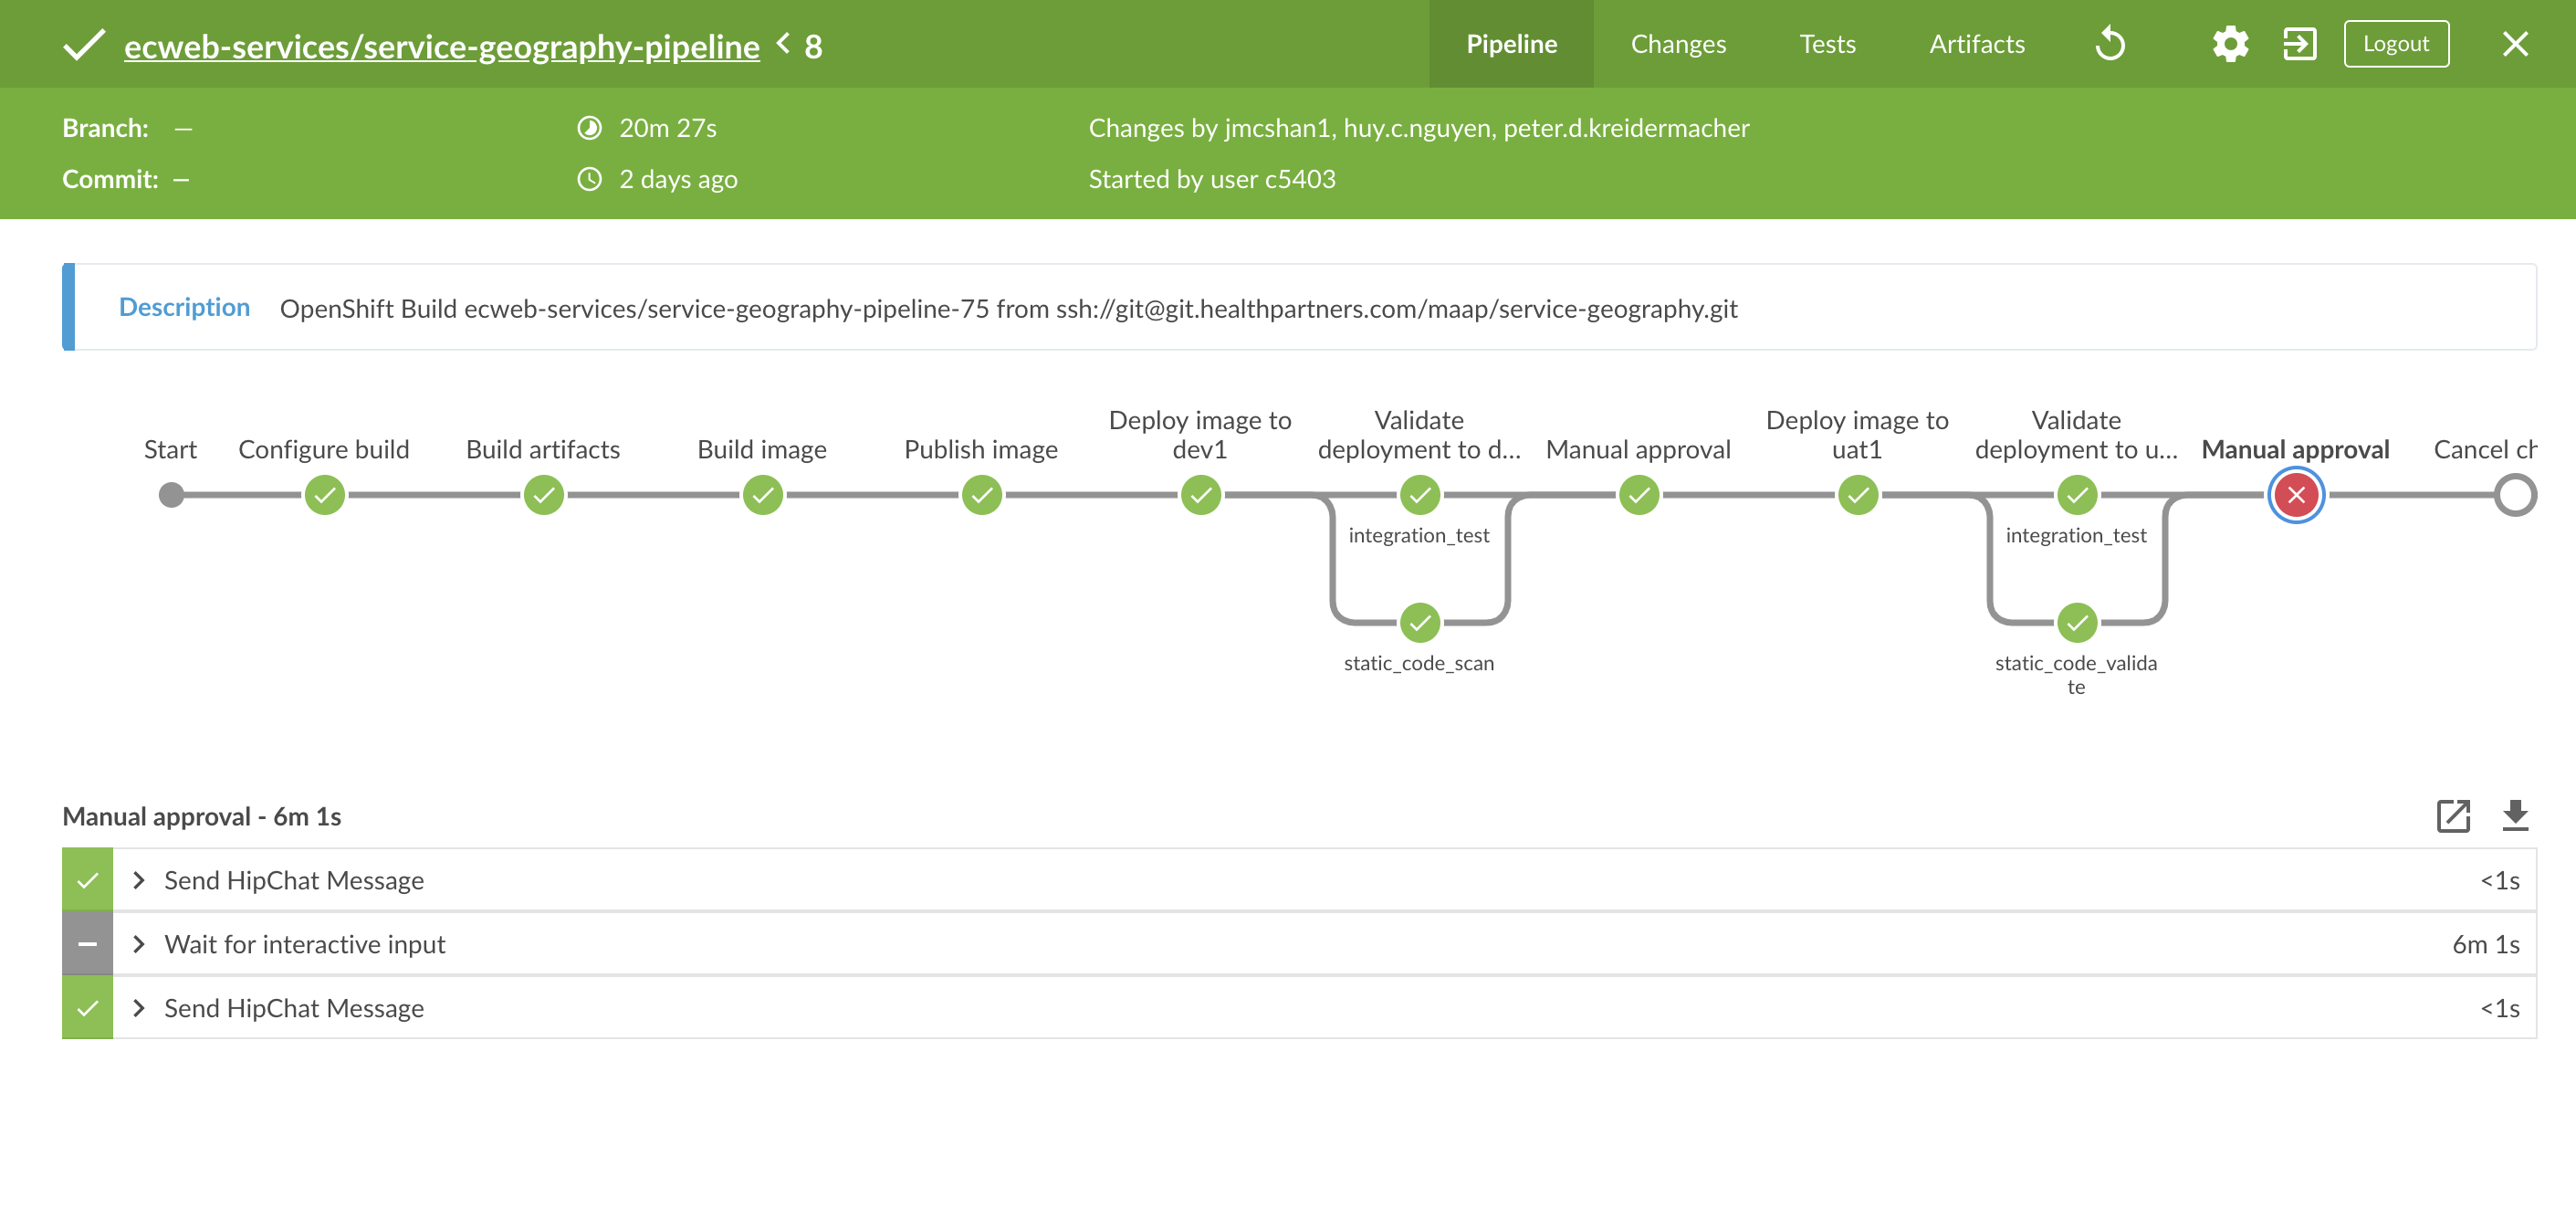 ecweb-services/service-geography-pipeline < 8
Pipeline Changes Tests Artifacts Logout
Branch: — 20m 27s Changes by jmcshan1, huy.c.nguyen, peter.d.kreidermacher
Commit: — 2 days ago Started by user c5403
Description OpenShift Build ecweb-services/service-geography-pipeline-75 from ssh://git@git.healthpartners.com/maap/service-geography.git
Start
Configure build
Build artifacts
Build image
Publish image
Deploy image to
dev1
Validate
deployment to d...
integration_test
static_code_scan
Manual approval
Deploy image to
uat1
Validate
deployment to u...
integration_test
static_code_valida
te
Manual approval
Cancel ch
Manual approval - 6m 1s
Send HipChat Message <1s
Wait for interactive input 6m 1s
Send HipChat Message <1s